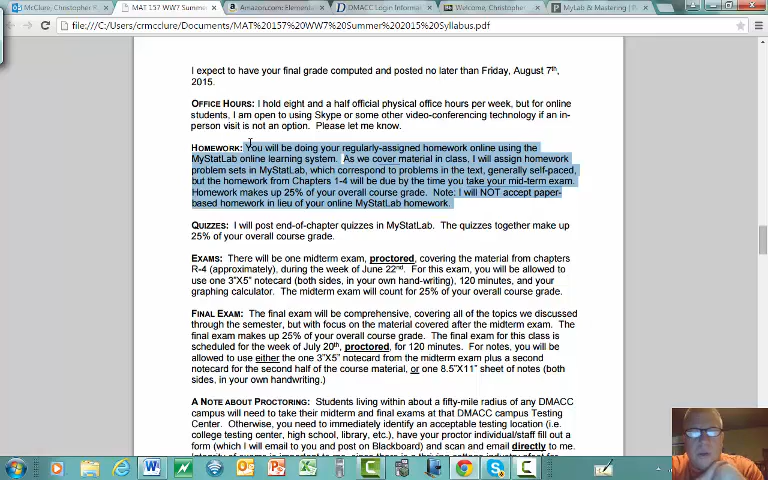 McClure, Christopher R
MAT 157 WW7 Summer
Amazon.com: Elemen
DMACC Login Informa
Welcome, Christopher
MyLab & Mastering | P
file:///C:/Users/crmcclure/Documents/MAT%20157%20WW7%20Summer%202015%20Syllabus.pdf
I expect to have your final grade computed and posted no later than Friday, August 7th,
2015.
OFFICE HOURS: I hold eight and a half official physical office hours per week, but for online
students, I am open to using Skype or some other video-conferencing technology if an in-
person visit is not an option. Please let me know.
HOMEWORK: You will be doing your regularly-assigned homework online using the
MyStatLab online learning system. As we cover material in class, I will assign homework
problem sets in MyStatLab, which correspond to problems in the text, generally self-paced,
but the homework from Chapters 1-4 will be due by the time you take your mid-term exam.
Homework makes up 25% of your overall course grade. Note: I will NOT accept paper-
based homework in lieu of your online MyStatLab homework.
QUIZZES: I will post end-of-chapter quizzes in MyStatLab. The quizzes together make up
25% of your overall course grade.
EXAMS: There will be one midterm exam, proctored, covering the material from chapters
R-4 (approximately), during the week of June 22nd. For this exam, you will be allowed to
use one 3"X5" notecard (both sides, in your own hand-writing), 120 minutes, and your
graphing calculator. The midterm exam will count for 25% of your overall course grade.
FINAL EXAM: The final exam will be comprehensive, covering all of the topics we discussed
through the semester, but with focus on the material covered after the midterm exam. The
final exam makes up 25% of your overall course grade. The final exam for this class is
scheduled for the week of July 20th, proctored, for 120 minutes. For notes, you will be
allowed to use either the one 3"X5" notecard from the midterm exam plus a second
notecard for the second half of the course material, or one 8.5"X11" sheet of notes (both
sides, in your own handwriting.)
A NOTE ABOUT PROCTORING: Students living within about a fifty-mile radius of any DMACC
campus will need to take their midterm and final exams at that DMACC campus Testing
Center. Otherwise, you need to immediately identify an acceptable testing location (i.e.
college testing center, high school, library, etc.), have your proctor individual/staff fill out a
form (which I will email to you and post on Blackboard) and scan and email directly to me.